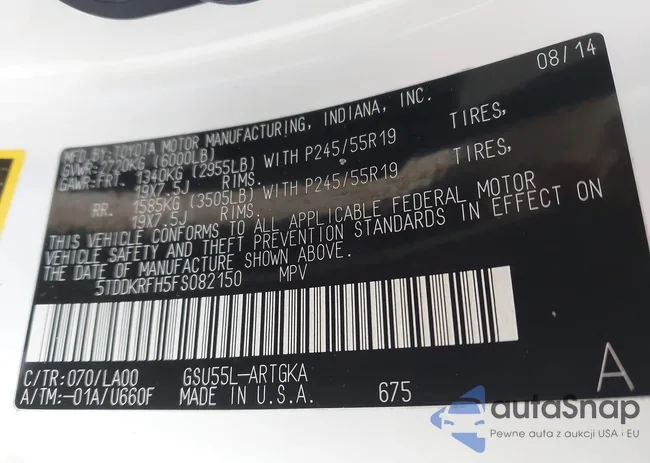 08/14
MFD.BY:TOYOTA MOTOR MANUFACTURING, INDIANA, INC.
GVWR: 2720KG (6000LB)
GAWR:FRT. 1340KG (2955LB) WITH P245/55R19 TIRES,
19X7.5J RIMS.
RR. 1585KG (3505LB) WITH P245/55R19 TIRES,
19X7.5J RIMS.
THIS VEHICLE CONFORMS TO ALL APPLICABLE FEDERAL MOTOR
VEHICLE SAFETY AND THEFT PREVENTION STANDARDS IN EFFECT ON
THE DATE OF MANUFACTURE SHOWN ABOVE.
5TDDKRFH5FS082150 MPV
C/TR:070/LA00 GSU55L-ARTGKA
A/TM:-01A/U660F MADE IN U.S.A. 675 A
autaSnap
Pewne auta z aukcji USA i EU